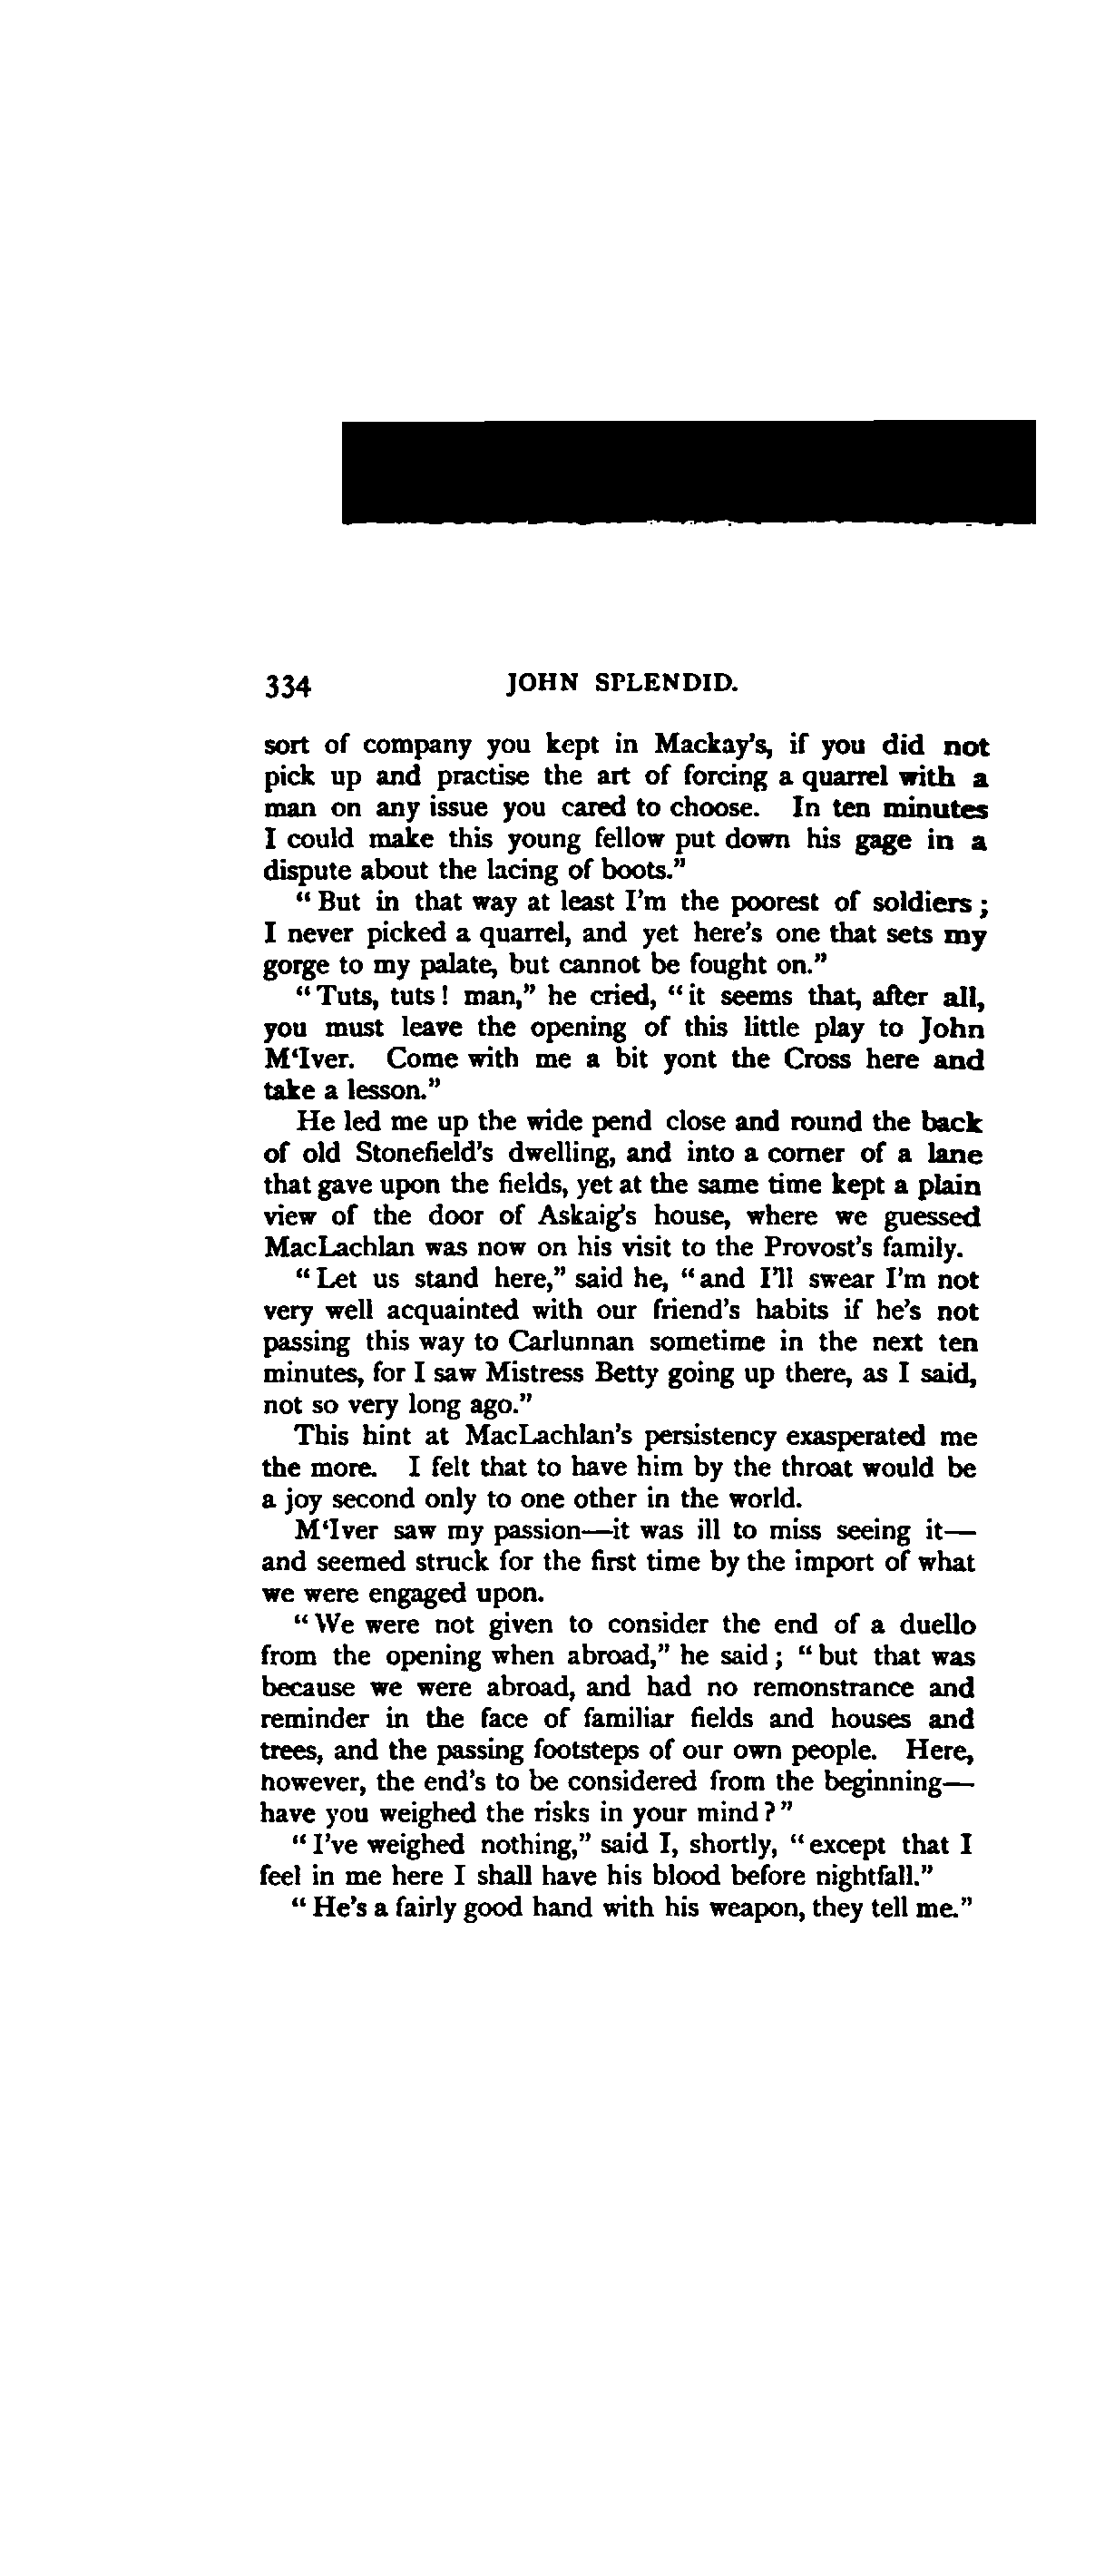 334 JOHN SPLENDID.
sort of company you kept in Mackay's, if you did not
pick up and practise the art of forcing a quarrel with a
man on any issue you cared to choose. In ten minutes
I could make this young fellow put down his gage in a
dispute about the lacing of boots."
"But in that way at least I'm the poorest of soldiers;
I never picked a quarrel, and yet here's one that sets my
gorge to my palate, but cannot be fought on."
"Tuts, tuts! man," he cried, "it seems that, after all,
you must leave the opening of this little play to John
M‘Iver. Come with me a bit yont the Cross here and
take a lesson."
He led me up the wide pend close and round the back
of old Stonefield's dwelling, and into a corner of a lane
that gave upon the fields, yet at the same time kept a plain
view of the door of Askaig's house, where we guessed
MacLachlan was now on his visit to the Provost's family.
"Let us stand here," said he, "and I'll swear I'm not
very well acquainted with our friend's habits if he's not
passing this way to Carlunnan sometime in the next ten
minutes, for I saw Mistress Betty going up there, as I said,
not so very long ago."
This hint at MacLachlan's persistency exasperated me
the more. I felt that to have him by the throat would be
a joy second only to one other in the world.
M‘Iver saw my passion—it was ill to miss seeing it—
and seemed struck for the first time by the import of what
we were engaged upon.
"We were not given to consider the end of a duello
from the opening when abroad," he said; "but that was
because we were abroad, and had no remonstrance and
reminder in the face of familiar fields and houses and
trees, and the passing footsteps of our own people. Here,
however, the end's to be considered from the beginning—
have you weighed the risks in your mind?"
"I've weighed nothing," said I, shortly, "except that I
feel in me here I shall have his blood before nightfall."
"He's a fairly good hand with his weapon, they tell me."